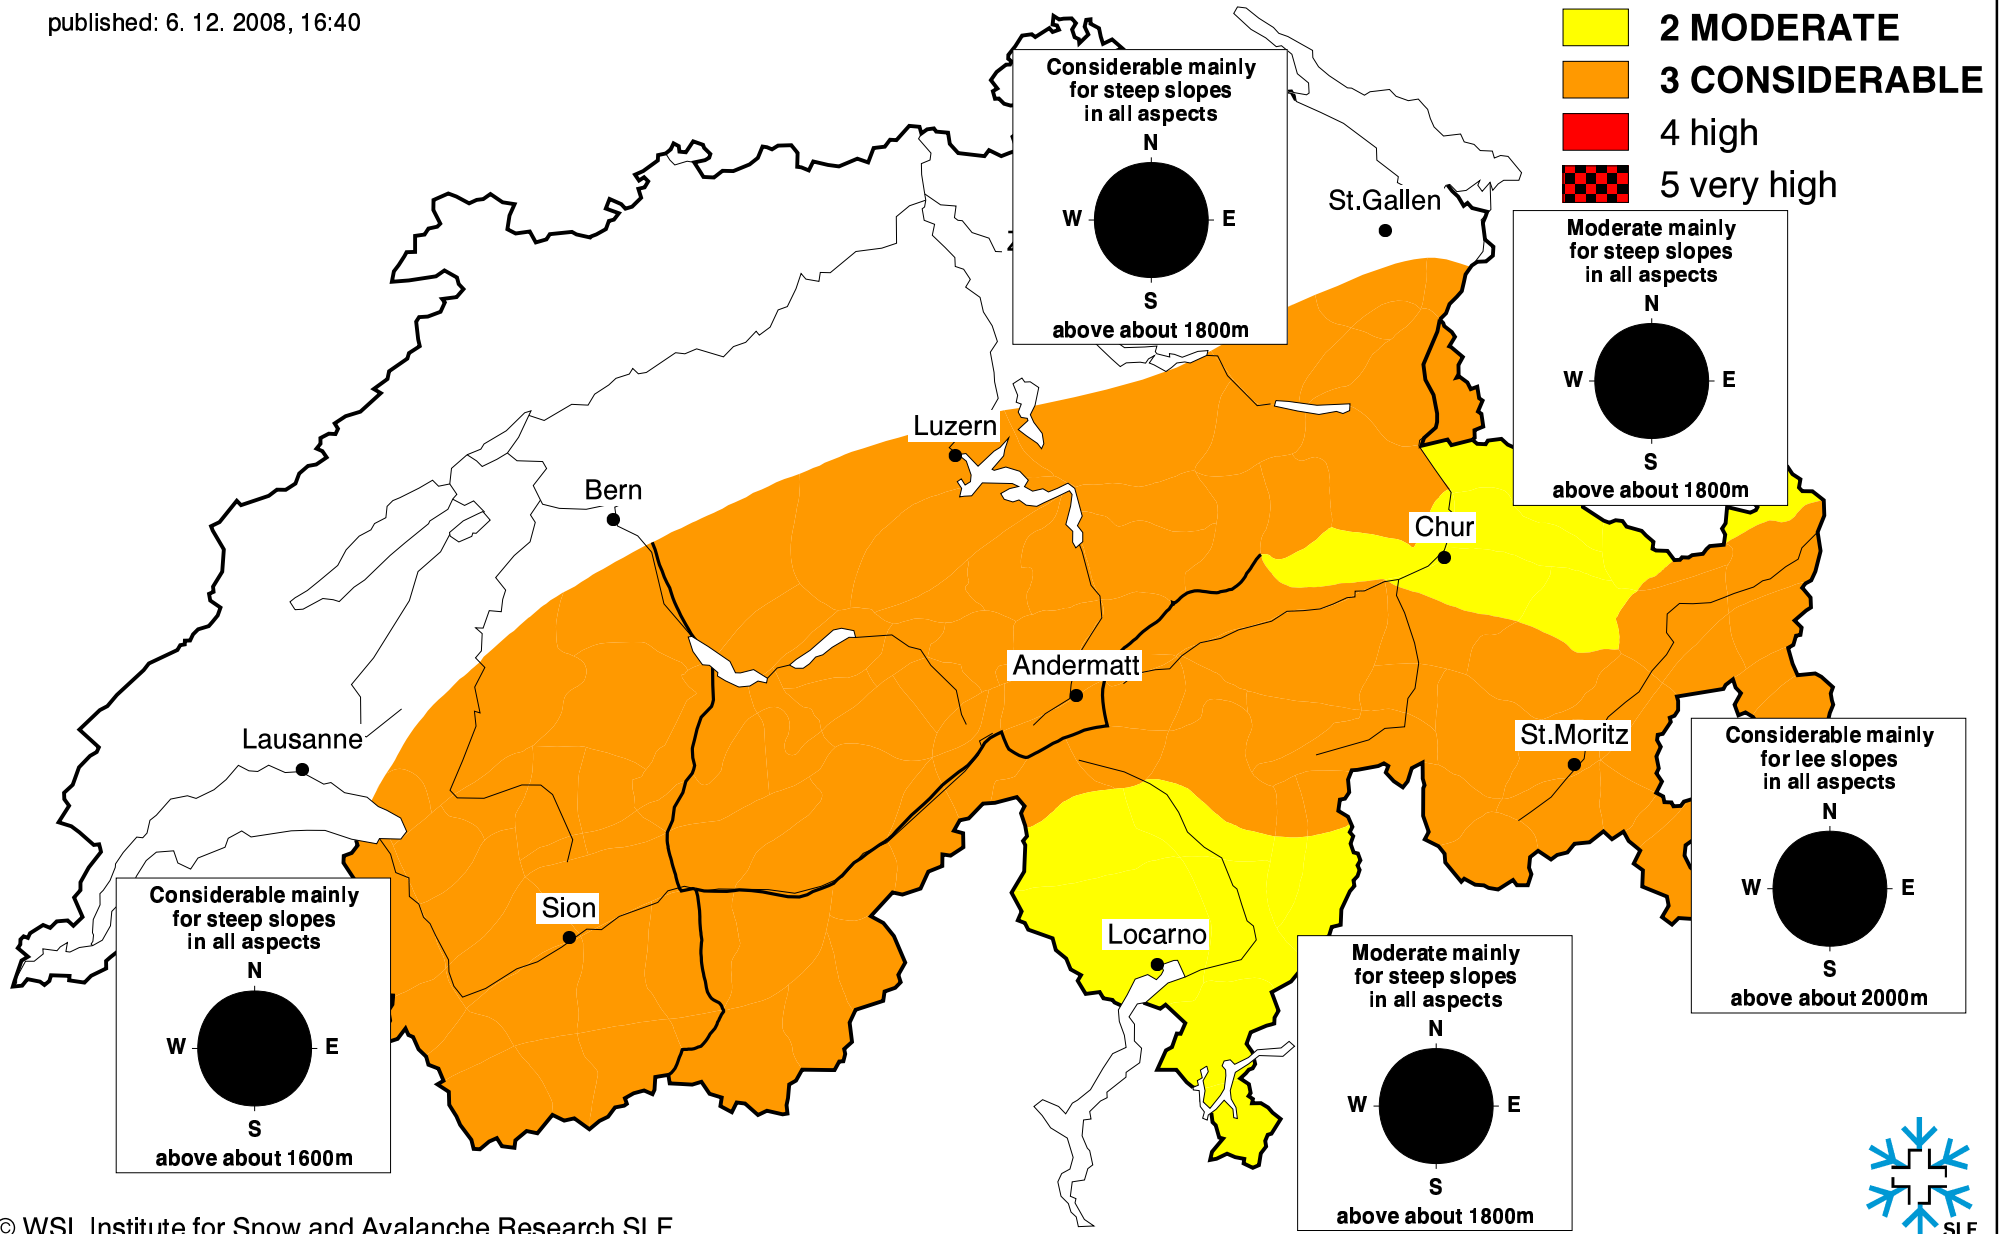 published: 6. 12. 2008, 16:40
2 MODERATE
3 CONSIDERABLE
4 high
5 very high
Considerable mainly
for steep slopes
in all aspects
N
W
E
S
above about 1800m
St.Gallen
Moderate mainly
for steep slopes
in all aspects
N
W
E
S
above about 1800m
Luzern
Bern
Chur
Andermatt
St.Moritz
Lausanne
Considerable mainly
for lee slopes
in all aspects
N
W
E
S
above about 2000m
Sion
Locarno
Considerable mainly
for steep slopes
in all aspects
N
W
E
S
above about 1600m
Moderate mainly
for steep slopes
in all aspects
N
W
E
S
above about 1800m
© WSL Institute for Snow and Avalanche Research SLF
SLF